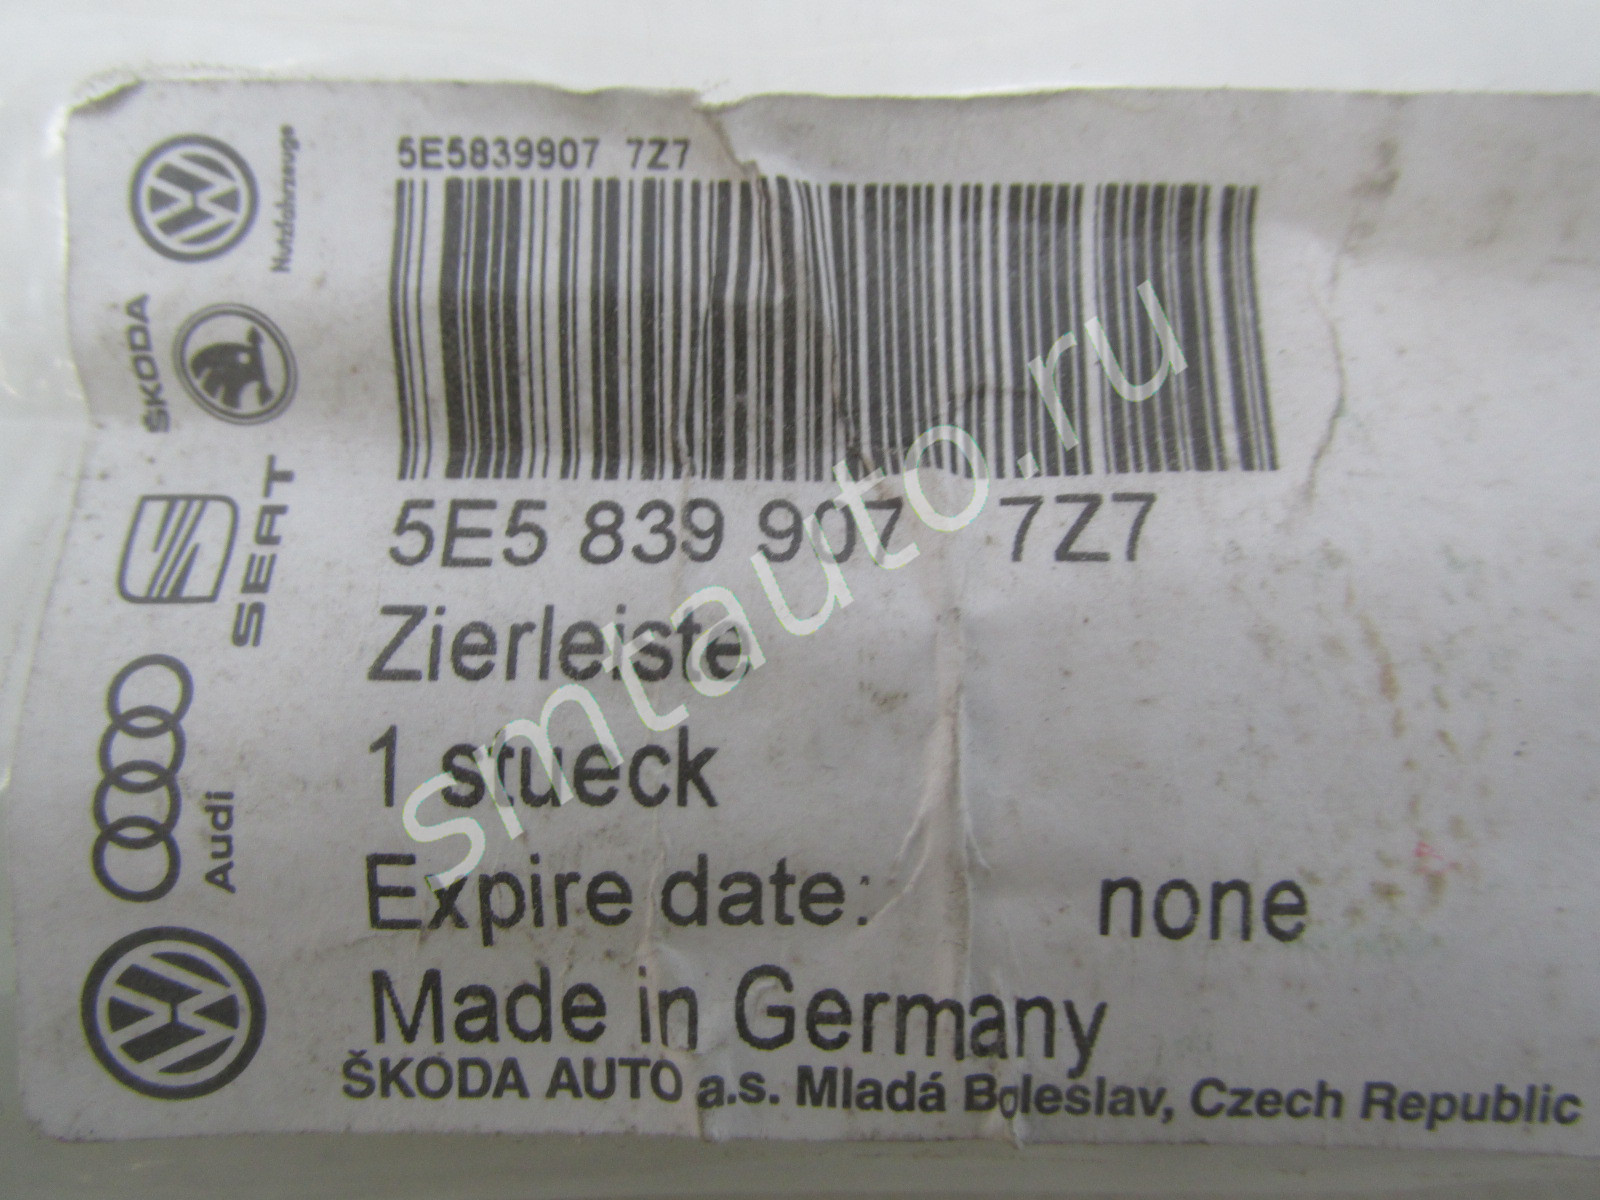 5E5839907 7Z7
5E5 839 907 7Z7
Zierleiste
1 stueck
Expire date: none
Made in Germany
ŠKODA AUTO a.s. Mladá Boleslav, Czech Republic
Nutzfahrzeuge
ŠKODA
SEAT
Audi
smtauto.ru